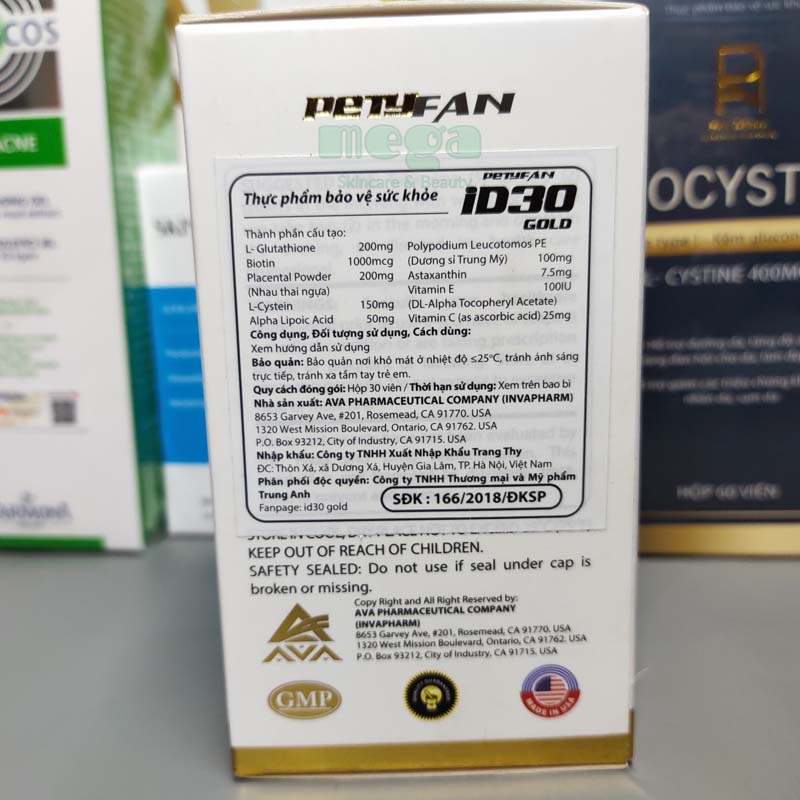 PETYFAN
mega
Skincare & Beauty
Thực phẩm bảo vệ sức khỏe
PETYFAN
iD30
GOLD
Thành phần cấu tạo:
L- Glutathione 200mg
Biotin 1000mcg
Placental Powder 200mg
(Nhau thai ngựa)
L-Cystein 150mg
Alpha Lipoic Acid 50mg
Polypodium Leucotomos PE
(Dương sỉ Trung Mỹ) 100mg
Astaxanthin 7.5mg
Vitamin E 100IU
(DL-Alpha Tocopheryl Acetate)
Vitamin C (as ascorbic acid) 25mg
Công dụng, Đối tượng sử dụng, Cách dùng:
Xem hướng dẫn sử dụng
Bảo quản: Bảo quản nơi khô mát ở nhiệt độ ≤25°C, tránh ánh sáng
trực tiếp, tránh xa tầm tay trẻ em.
Quy cách đóng gói: Hộp 30 viên / Thời hạn sử dụng: Xem trên bao bì
Nhà sản xuất: AVA PHARMACEUTICAL COMPANY (INVAPHARM)
8653 Garvey Ave, #201, Rosemead, CA 91770. USA
1320 West Mission Boulevard, Ontario, CA 91762. USA
P.O. Box 93212, City of Industry, CA 91715. USA
Nhập khẩu: Công ty TNHH Xuất Nhập Khẩu Trang Thy
ĐC: Thôn Xá, xã Dương Xá, Huyện Gia Lâm, TP. Hà Nội, Việt Nam
Phân phối độc quyền: Công ty TNHH Thương mại và Mỹ phẩm
Trung Anh
SĐK : 166/2018/ĐKSP
Fanpage: id30 gold
KEEP OUT OF REACH OF CHILDREN.
SAFETY SEALED: Do not use if seal under cap is
broken or missing.
Copy Right and All Right Reserved by:
AVA PHARMACEUTICAL COMPANY
(INVAPHARM)
8653 Garvey Ave, #201, Rosemead, CA 91770. USA
1320 West Mission Boulevard, Ontario, CA 91762. USA
P.O. Box 93212, City of Industry, CA 91715. USA
AVA
GMP
MADE IN USA
COS
ACNE
OCYST
CYSTINE 400M
HỘP 60 VIÊN